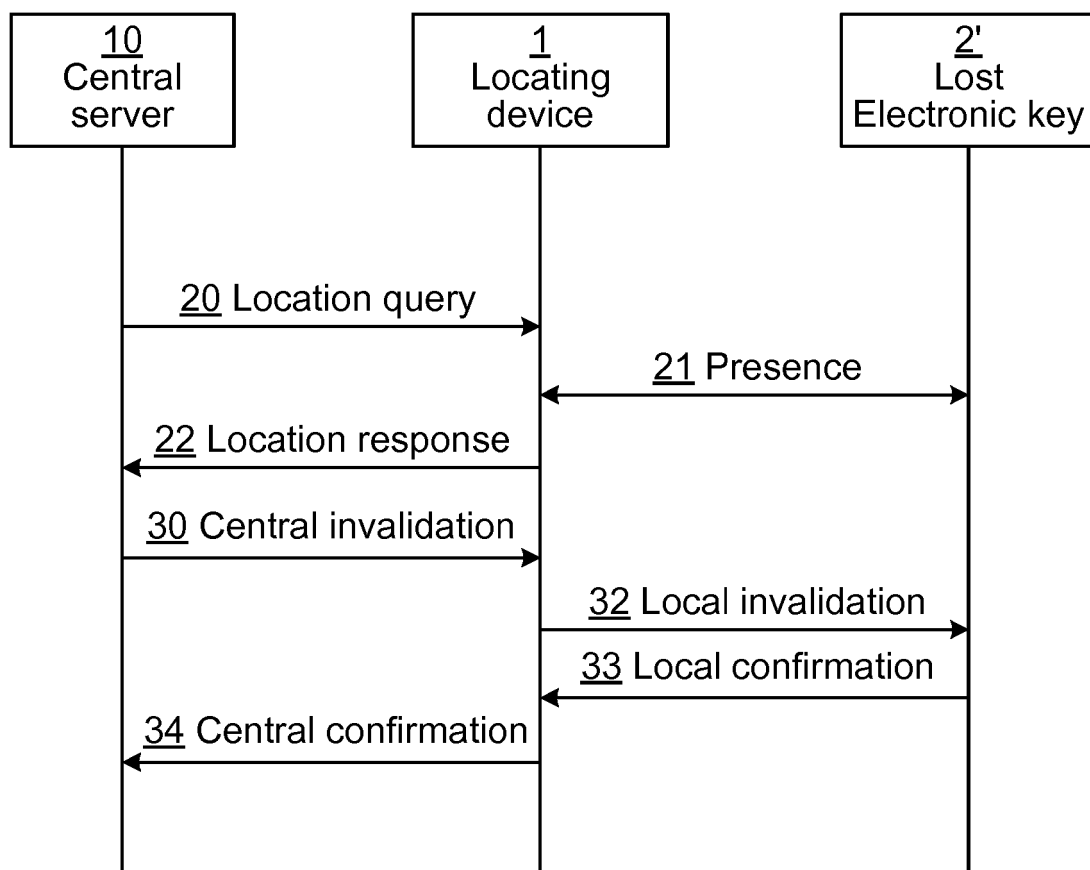 10
Central
server
1
Locating
device
2'
Lost
Electronic key
20 Location query
21 Presence
22 Location response
30 Central invalidation
32 Local invalidation
33 Local confirmation
34 Central confirmation